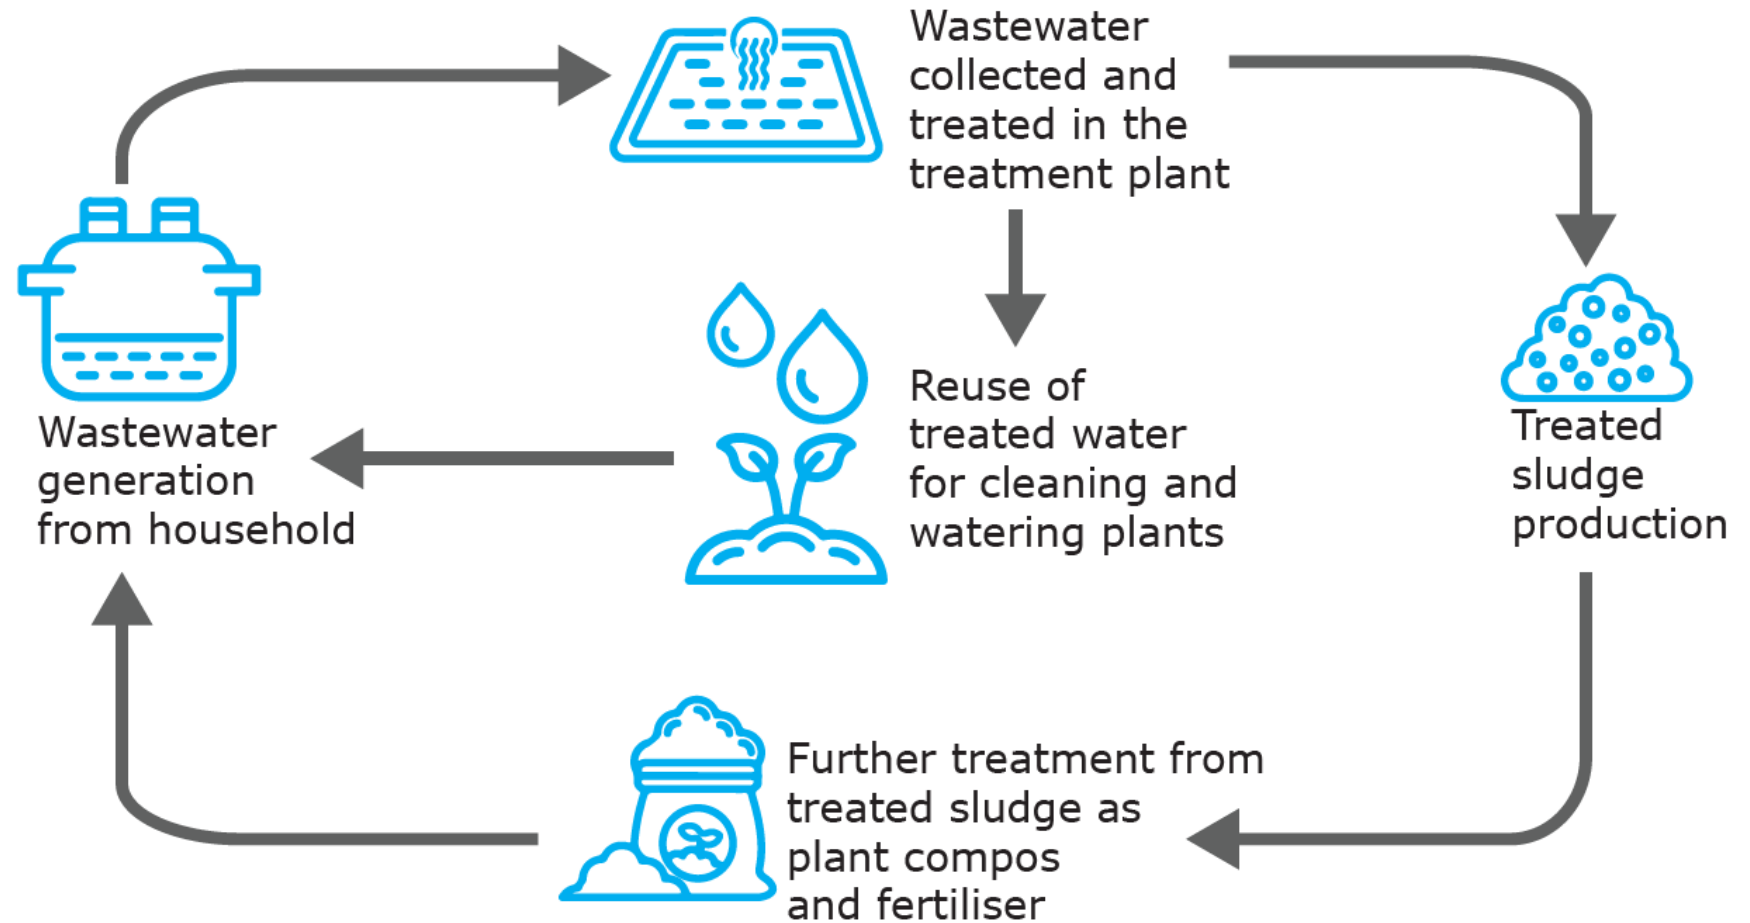 Wastewater
collected and
treated in the
treatment plant
Wastewater
generation
from household
Reuse of
treated water
for cleaning and
watering plants
Treated
sludge
production
Further treatment from
treated sludge as
plant compos
and fertiliser